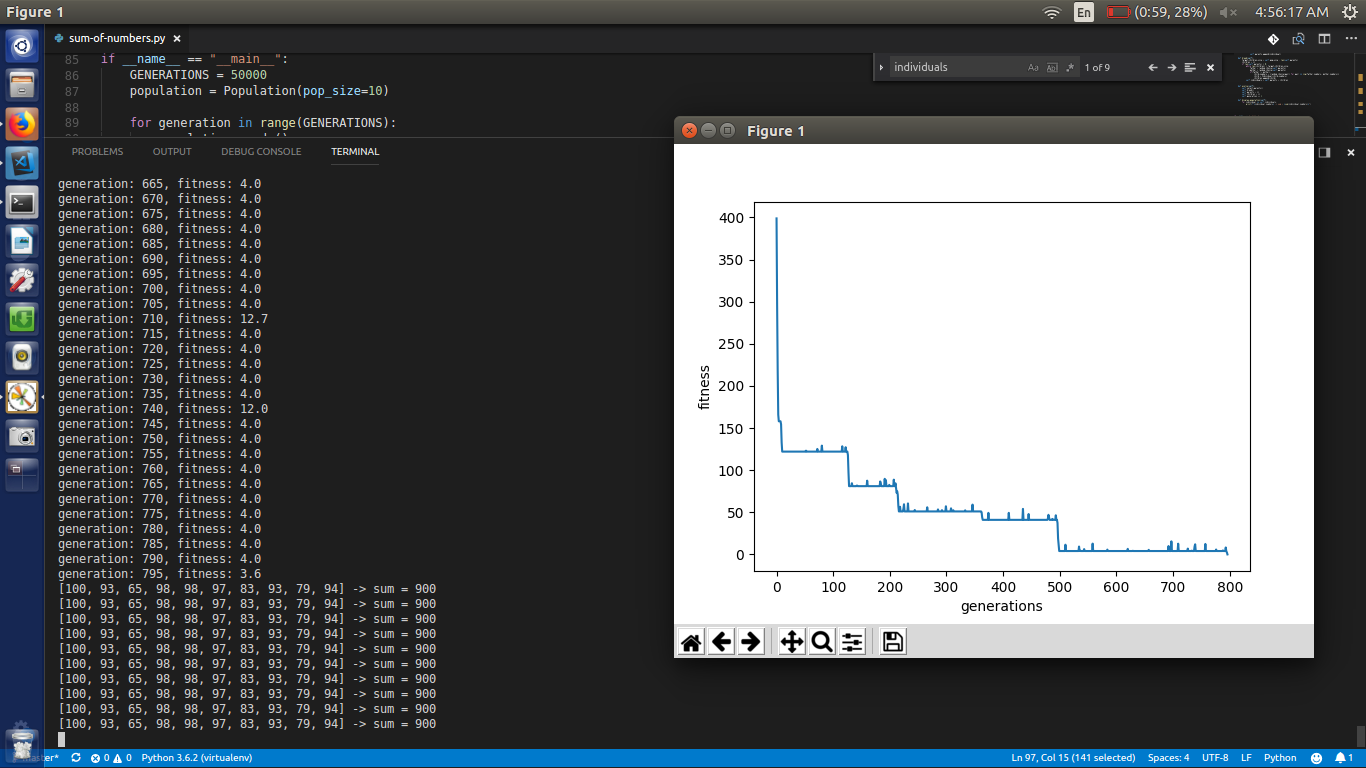 Figure 1
En
(0:59, 28%)
4:56:17 AM
sum-of-numbers.py
85 if __name__ == "__main__":
86 GENERATIONS = 50000
87 population = Population(pop_size=10)
88
89 for generation in range(GENERATIONS):
individuals
Aa
Ab
.*
1 of 9
PROBLEMS
OUTPUT
DEBUG CONSOLE
TERMINAL
generation: 665, fitness: 4.0
generation: 670, fitness: 4.0
generation: 675, fitness: 4.0
generation: 680, fitness: 4.0
generation: 685, fitness: 4.0
generation: 690, fitness: 4.0
generation: 695, fitness: 4.0
generation: 700, fitness: 4.0
generation: 705, fitness: 4.0
generation: 710, fitness: 12.7
generation: 715, fitness: 4.0
generation: 720, fitness: 4.0
generation: 725, fitness: 4.0
generation: 730, fitness: 4.0
generation: 735, fitness: 4.0
generation: 740, fitness: 12.0
generation: 745, fitness: 4.0
generation: 750, fitness: 4.0
generation: 755, fitness: 4.0
generation: 760, fitness: 4.0
generation: 765, fitness: 4.0
generation: 770, fitness: 4.0
generation: 775, fitness: 4.0
generation: 780, fitness: 4.0
generation: 785, fitness: 4.0
generation: 790, fitness: 4.0
generation: 795, fitness: 3.6
[100, 93, 65, 98, 98, 97, 83, 93, 79, 94] -> sum = 900
[100, 93, 65, 98, 98, 97, 83, 93, 79, 94] -> sum = 900
[100, 93, 65, 98, 98, 97, 83, 93, 79, 94] -> sum = 900
[100, 93, 65, 98, 98, 97, 83, 93, 79, 94] -> sum = 900
[100, 93, 65, 98, 98, 97, 83, 93, 79, 94] -> sum = 900
[100, 93, 65, 98, 98, 97, 83, 93, 79, 94] -> sum = 900
[100, 93, 65, 98, 98, 97, 83, 93, 79, 94] -> sum = 900
[100, 93, 65, 98, 98, 97, 83, 93, 79, 94] -> sum = 900
[100, 93, 65, 98, 98, 97, 83, 93, 79, 94] -> sum = 900
[100, 93, 65, 98, 98, 97, 83, 93, 79, 94] -> sum = 900
Figure 1
400
350
300
250
200
150
100
50
0
fitness
0 100 200 300 400 500 600 700 800
generations
0 0
Python 3.6.2 (virtualenv)
Ln 97, Col 15 (141 selected)
Spaces: 4
UTF-8
LF
Python
1